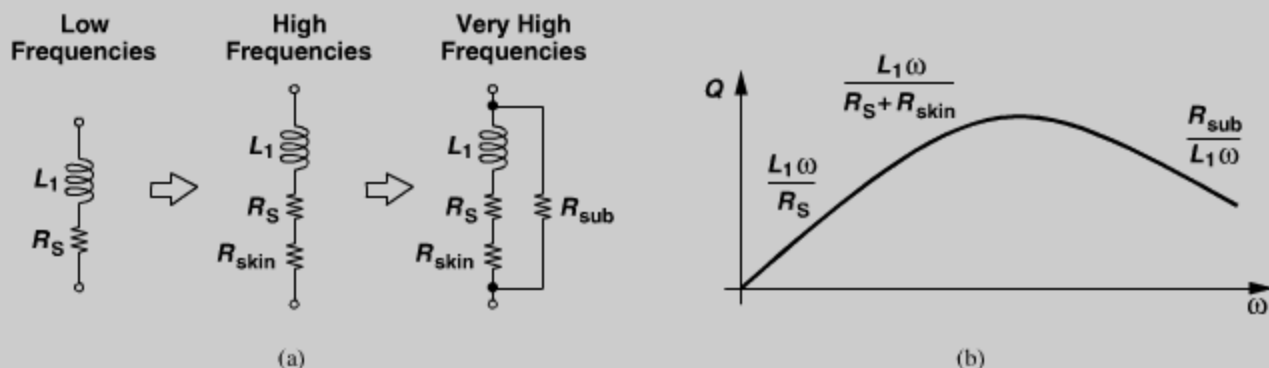 Low
Frequencies
High
Frequencies
Very High
Frequencies
L1
RS
L1
RS
Rskin
L1
RS
Rskin
Rsub
(a)
Q
L1ω
RS
L1ω
RS + Rskin
Rsub
L1ω
ω
(b)